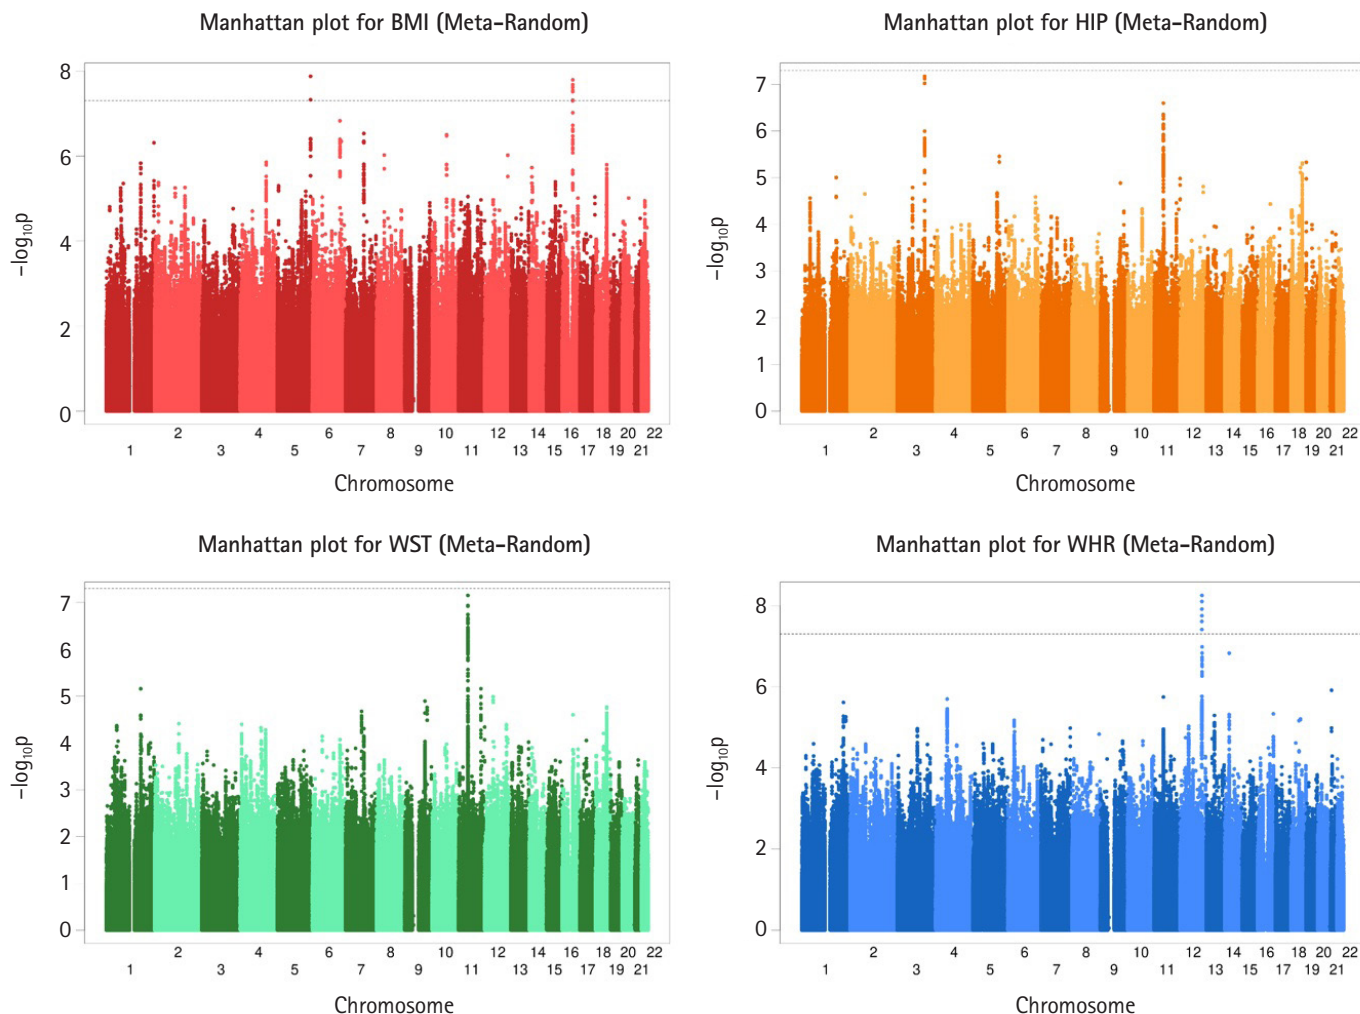 Manhattan plot for BMI (Meta-Random)
8
6
4
2
0
−log10p
2 4 6 8 10 12 14 16 18 20 22
1 3 5 7 9 11 13 15 17 19 21
Chromosome
Manhattan plot for HIP (Meta-Random)
7
6
5
4
3
2
1
0
−log10p
2 4 6 8 10 12 14 16 18 20 22
1 3 5 7 9 11 13 15 17 19 21
Chromosome
Manhattan plot for WST (Meta-Random)
7
6
5
4
3
2
1
0
−log10p
2 4 6 8 10 12 14 16 18 20 22
1 3 5 7 9 11 13 15 17 19 21
Chromosome
Manhattan plot for WHR (Meta-Random)
8
6
4
2
0
−log10p
2 4 6 8 10 12 14 16 18 20 22
1 3 5 7 9 11 13 15 17 19 21
Chromosome